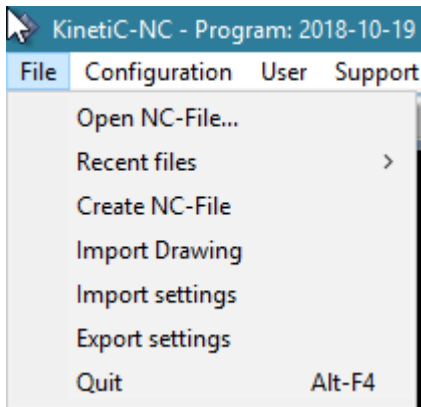 KinetiC-NC - Program: 2018-10-19
File Configuration User Support
Open NC-File...
Recent files >
Create NC-File
Import Drawing
Import settings
Export settings
Quit Alt-F4